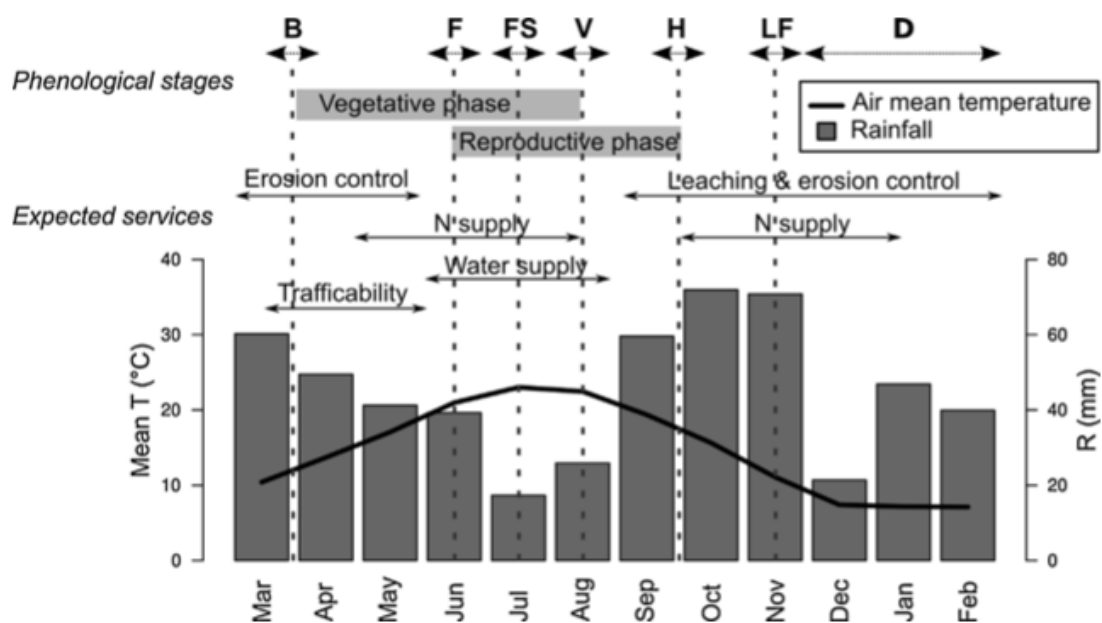 B F FS V H LF D
Phenological stages
Vegetative phase
Reproductive phase
Air mean temperature
Rainfall
Erosion control
Leaching & erosion control
Expected services
N supply
N supply
Water supply
Trafficability
40
30
20
10
0
Mean T (°C)
80
60
40
20
0
R (mm)
Mar Apr May Jun Jul Aug Sep Oct Nov Dec Jan Feb